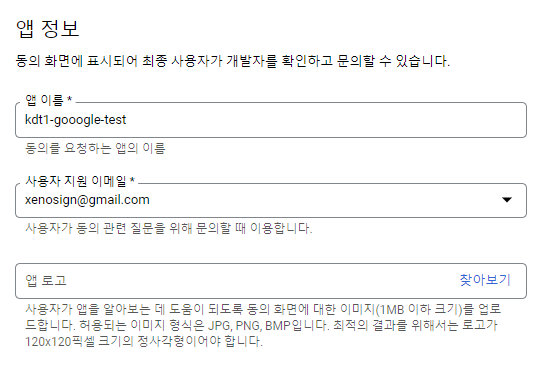 앱 정보
동의 화면에 표시되어 최종 사용자가 개발자를 확인하고 문의할 수 있습니다.
앱 이름 *
kdt1-gooogle-test
동의를 요청하는 앱의 이름
사용자 지원 이메일 *
xenosign@gmail.com
사용자가 동의 관련 질문을 위해 문의할 때 이용합니다.
앱 로고 찾아보기
사용자가 앱을 알아보는 데 도움이 되도록 동의 화면에 대한 이미지(1MB 이하 크기)를 업로
드합니다. 허용되는 이미지 형식은 JPG, PNG, BMP입니다. 최적의 결과를 위해서는 로고가
120x120픽셀 크기의 정사각형이어야 합니다.